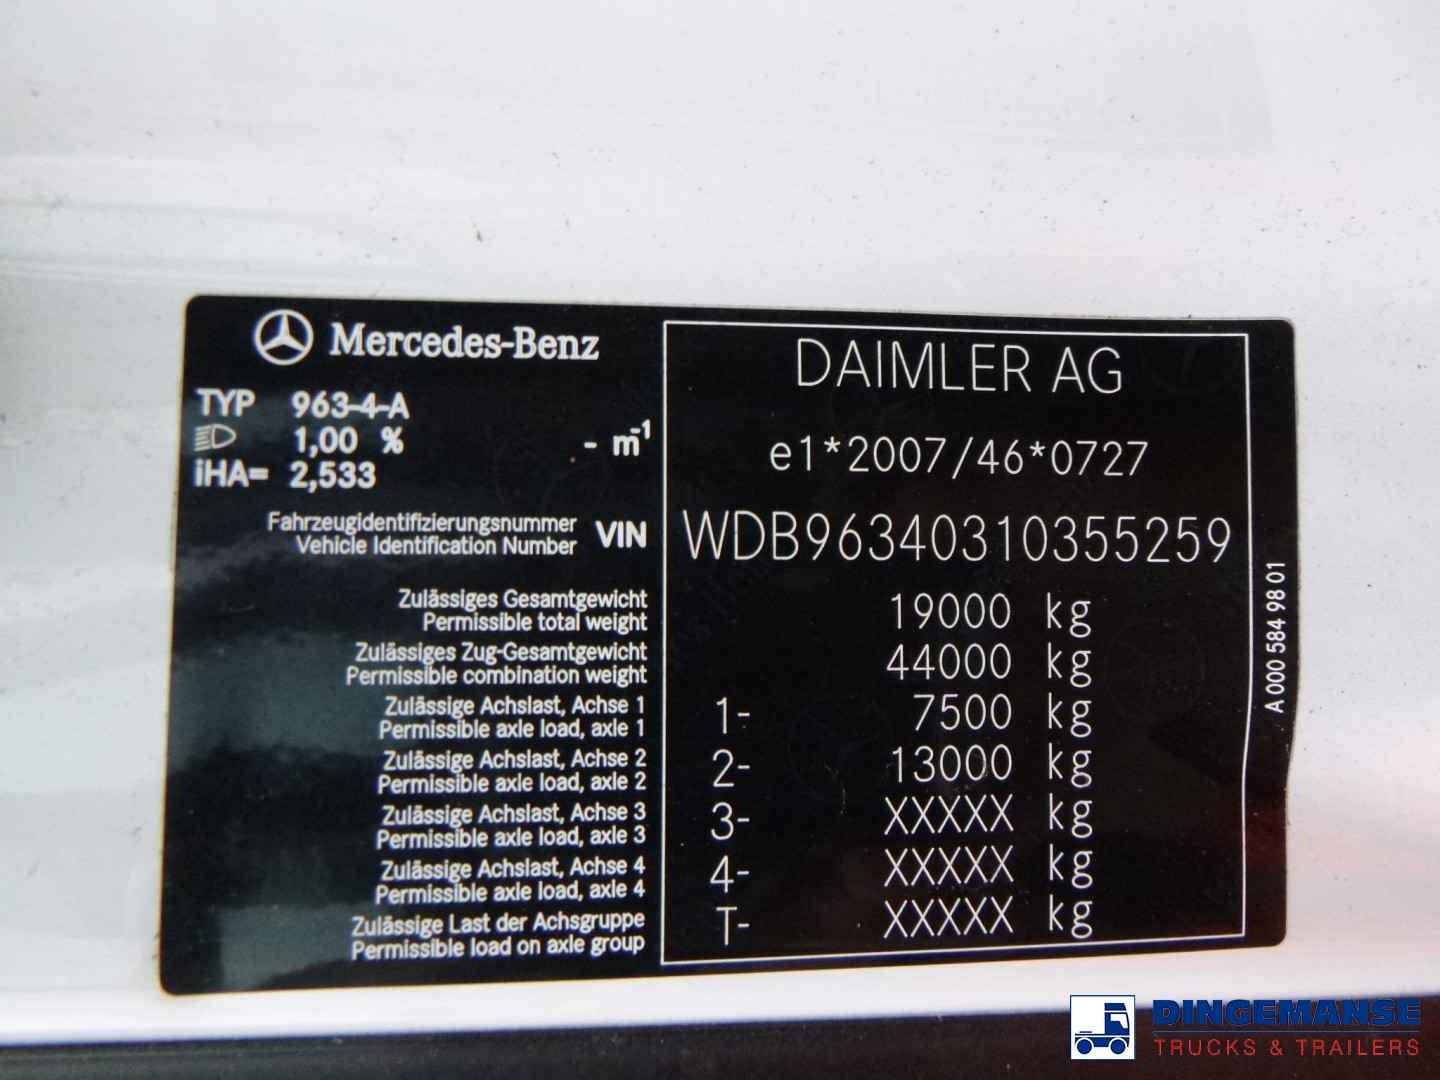 Mercedes-Benz
TYP 963-4-A
1,00 % - m⁻¹
iHA= 2,533
DAIMLER AG
e1*2007/46*0727
Fahrzeugidentifizierungsnummer
Vehicle Identification Number VIN WDB96340310355259
Zulässiges Gesamtgewicht
Permissible total weight 19000 kg
Zulässiges Zug-Gesamtgewicht
Permissible combination weight 44000 kg
Zulässige Achslast, Achse 1
Permissible axle load, axle 1 1- 7500 kg
Zulässige Achslast, Achse 2
Permissible axle load, axle 2 2- 13000 kg
Zulässige Achslast, Achse 3
Permissible axle load, axle 3 3- XXXXX kg
Zulässige Achslast, Achse 4
Permissible axle load, axle 4 4- XXXXX kg
Zulässige Last der Achsgruppe
Permissible load on axle group T- XXXXX kg
A 000 584 98 01
DINGEMANSE
TRUCKS & TRAILERS